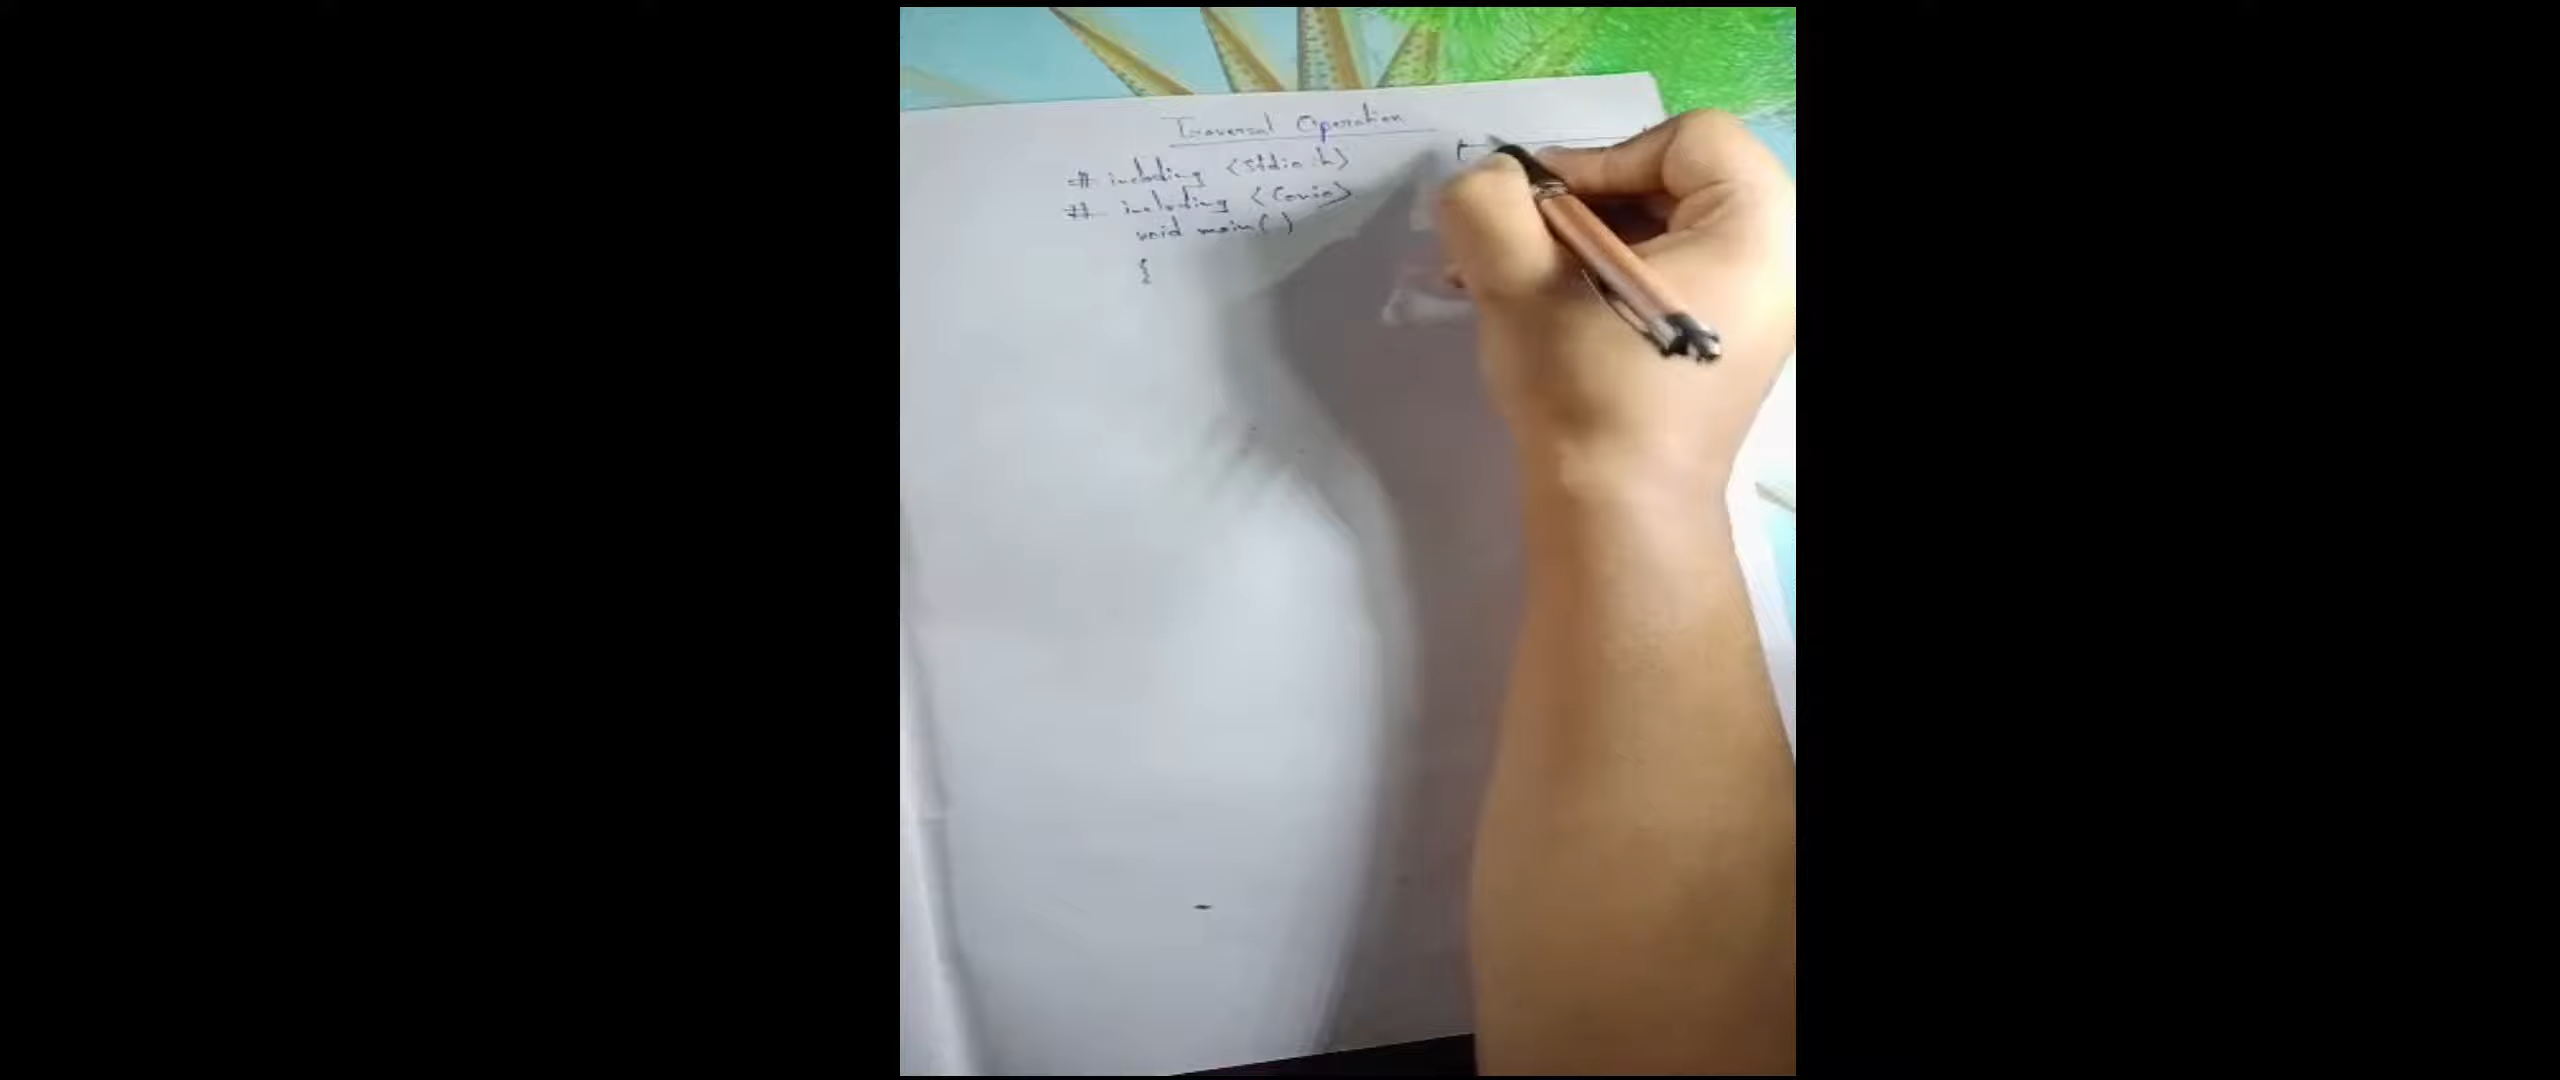 Traversal Operation
# including <stdio.h>
# including <Conio>
void main()
{